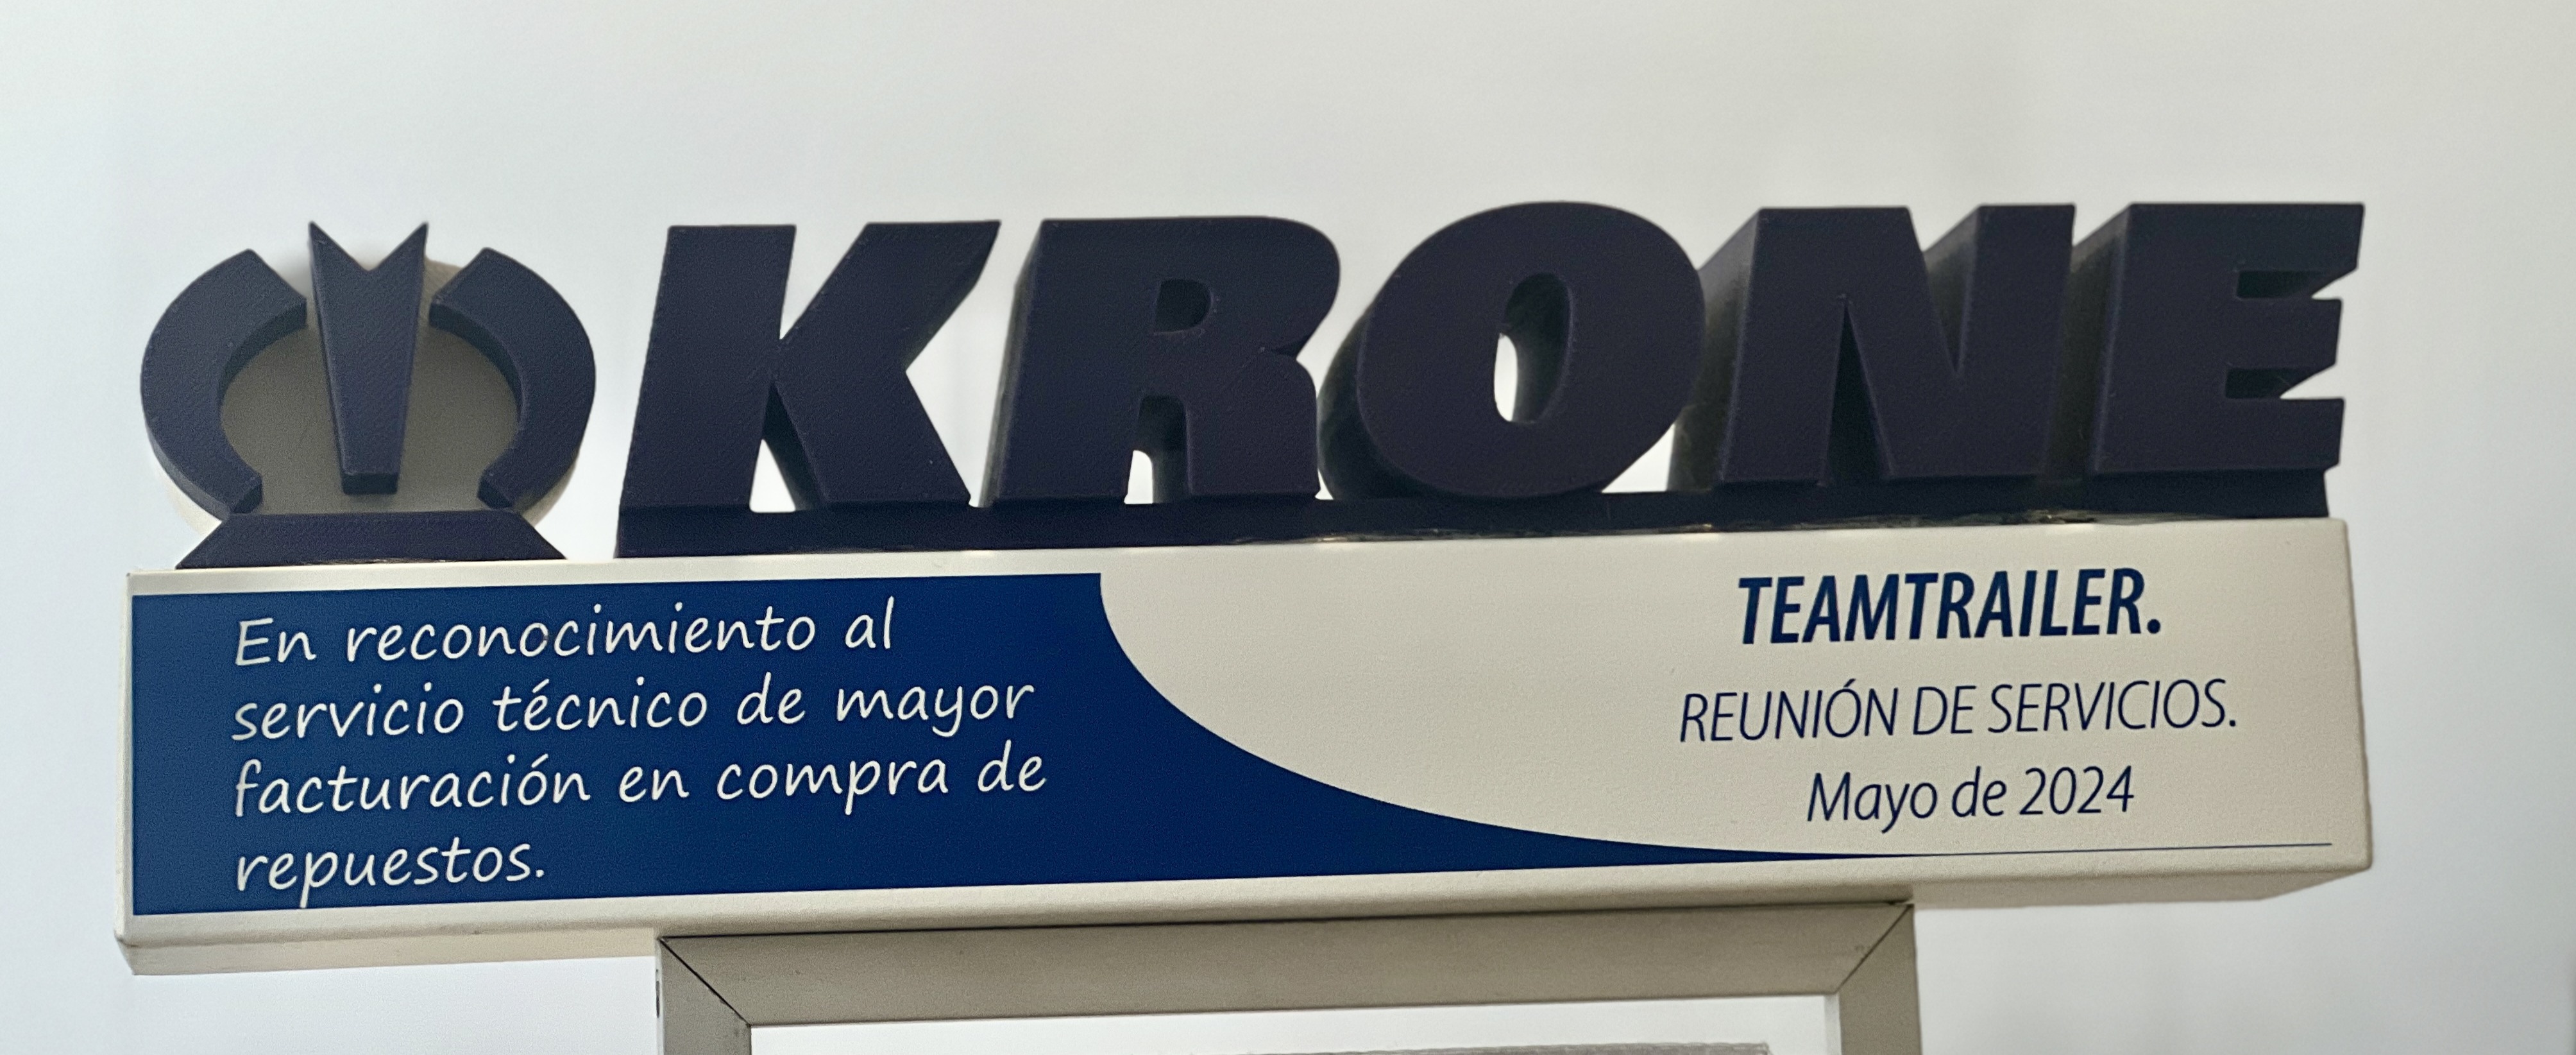 KRONE
En reconocimiento al
servicio técnico de mayor
facturación en compra de
repuestos.
TEAMTRAILER.
REUNIÓN DE SERVICIOS.
Mayo de 2024